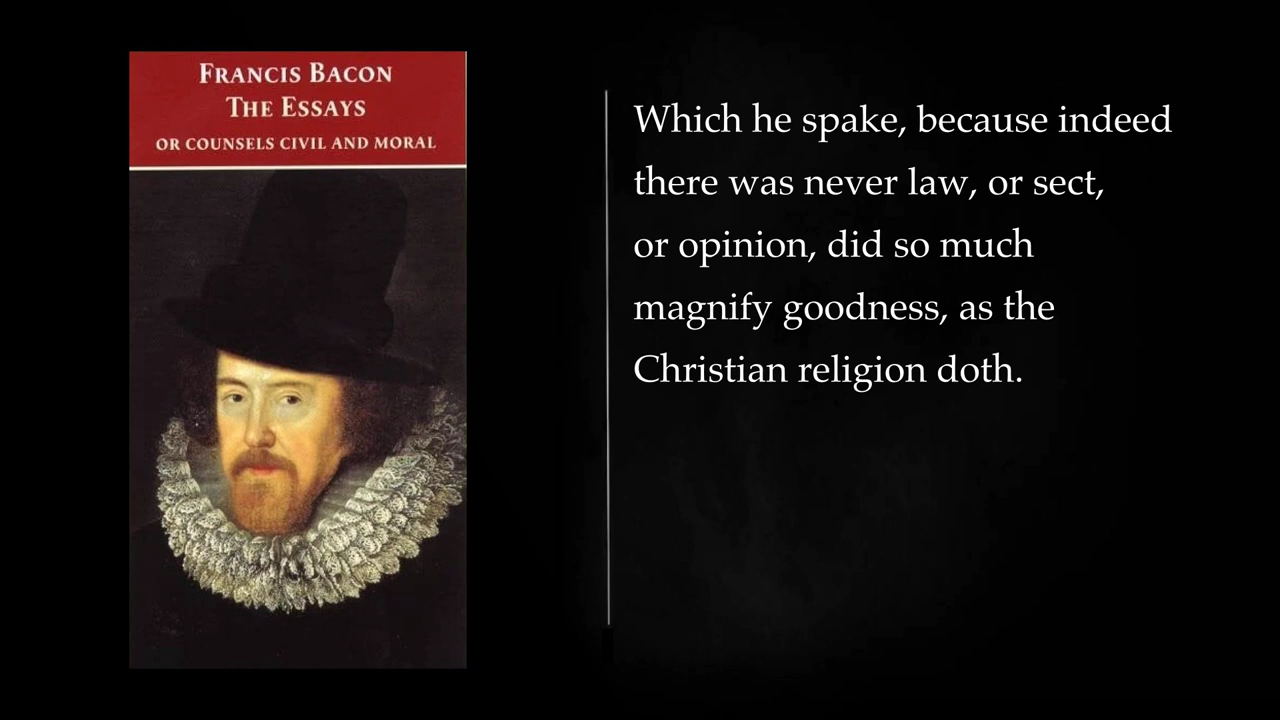 FRANCIS BACON
THE ESSAYS
OR COUNSELS CIVIL AND MORAL
Which he spake, because indeed
there was never law, or sect,
or opinion, did so much
magnify goodness, as the
Christian religion doth.